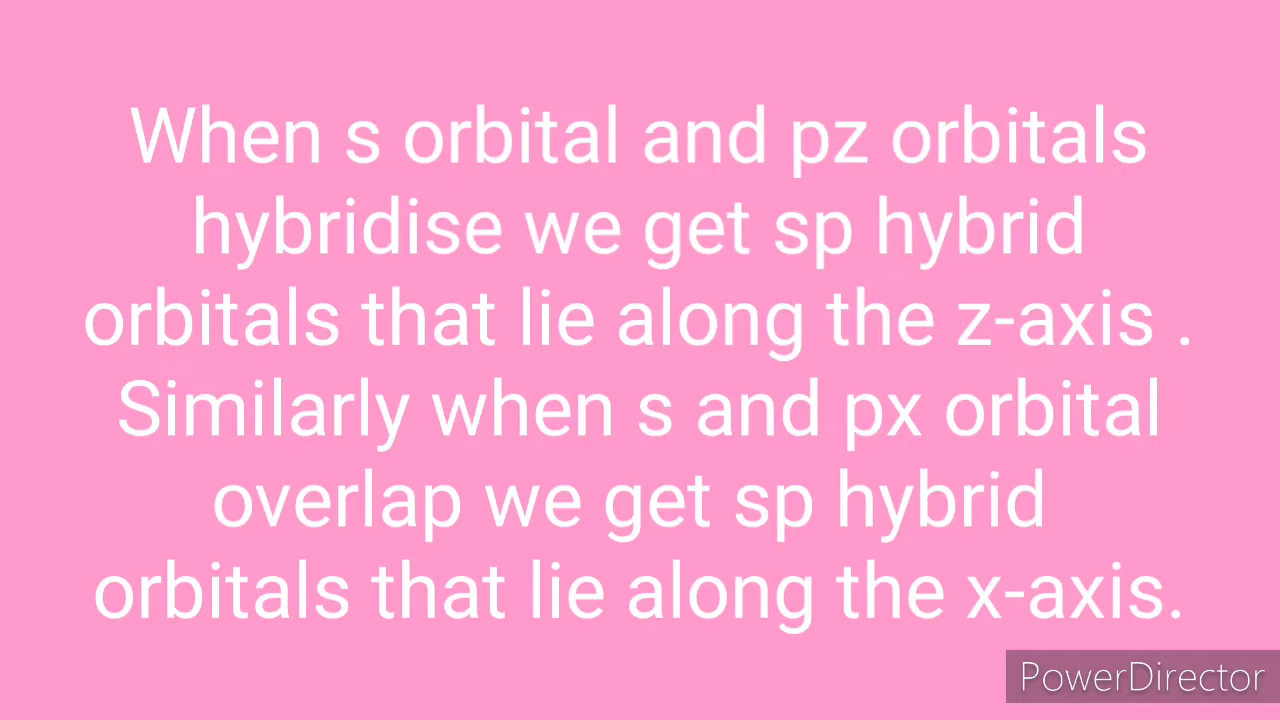 When s orbital and pz orbitals
hybridise we get sp hybrid
orbitals that lie along the z-axis .
Similarly when s and px orbital
overlap we get sp hybrid
orbitals that lie along the x-axis.
PowerDirector